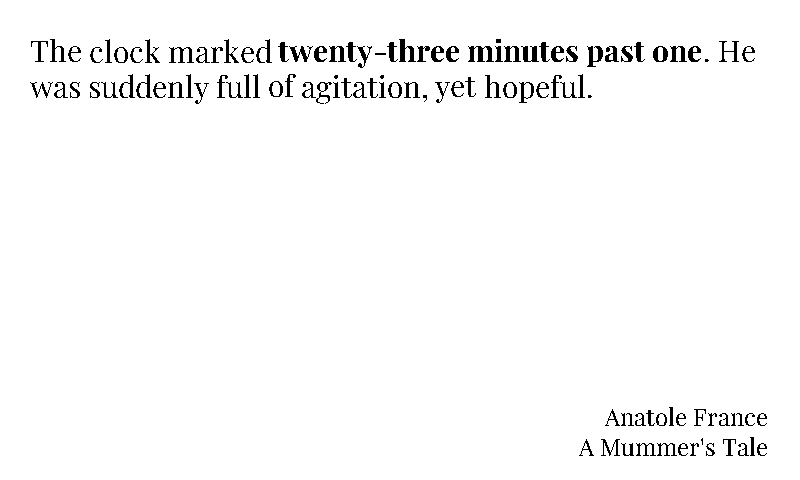 The clock marked twenty-three minutes past one. He
was suddenly full of agitation, yet hopeful.
Anatole France
A Mummer's Tale